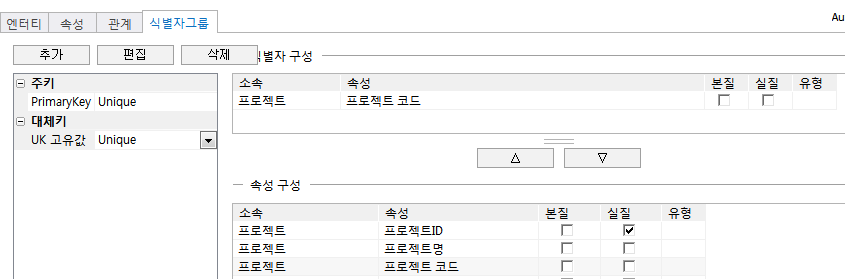 엔터티 속성 관계 식별자그룹 Au
추가 편집 삭제 식별자 구성
주키
PrimaryKey Unique
대체키
UK 고유값 Unique
소속 속성 본질 실질 유형
프로젝트 프로젝트 코드
△ ▽
속성 구성
소속 속성 본질 실질 유형
프로젝트 프로젝트ID
프로젝트 프로젝트명
프로젝트 프로젝트 코드